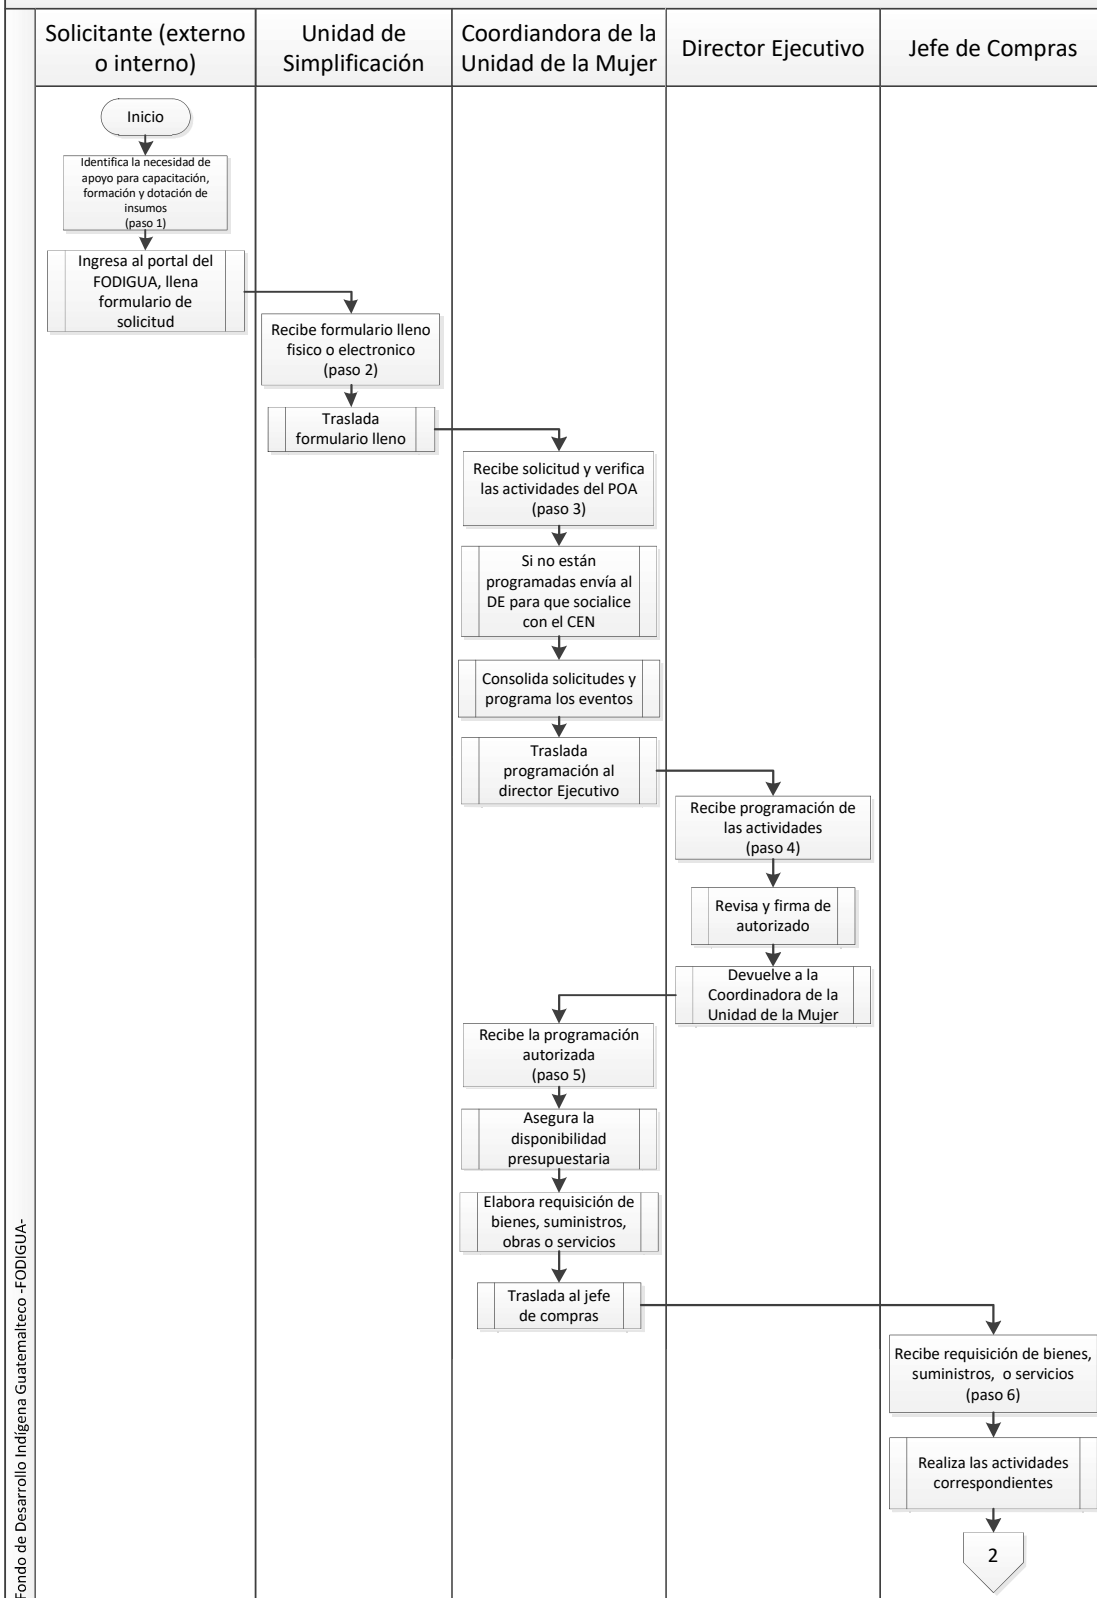 Solicitante (externo
o interno)
Unidad de
Simplificación
Coordiandora de la
Unidad de la Mujer
Director Ejecutivo
Jefe de Compras
Inicio
Identifica la necesidad de
apoyo para capacitación,
formación y dotación de
insumos
(paso 1)
Ingresa al portal del
FODIGUA, llena
formulario de
solicitud
Recibe formulario lleno
fisico o electronico
(paso 2)
Traslada
formulario lleno
Recibe solicitud y verifica
las actividades del POA
(paso 3)
Si no están
programadas envía al
DE para que socialice
con el CEN
Consolida solicitudes y
programa los eventos
Traslada
programación al
director Ejecutivo
Recibe programación de
las actividades
(paso 4)
Revisa y firma de
autorizado
Devuelve a la
Coordinadora de la
Unidad de la Mujer
Recibe la programación
autorizada
(paso 5)
Asegura la
disponibilidad
presupuestaria
Elabora requisición de
bienes, suministros,
obras o servicios
Traslada al jefe
de compras
Recibe requisición de bienes,
suministros, o servicios
(paso 6)
Realiza las actividades
correspondientes
2
Fondo de Desarrollo Indígena Guatemalteco -FODIGUA-